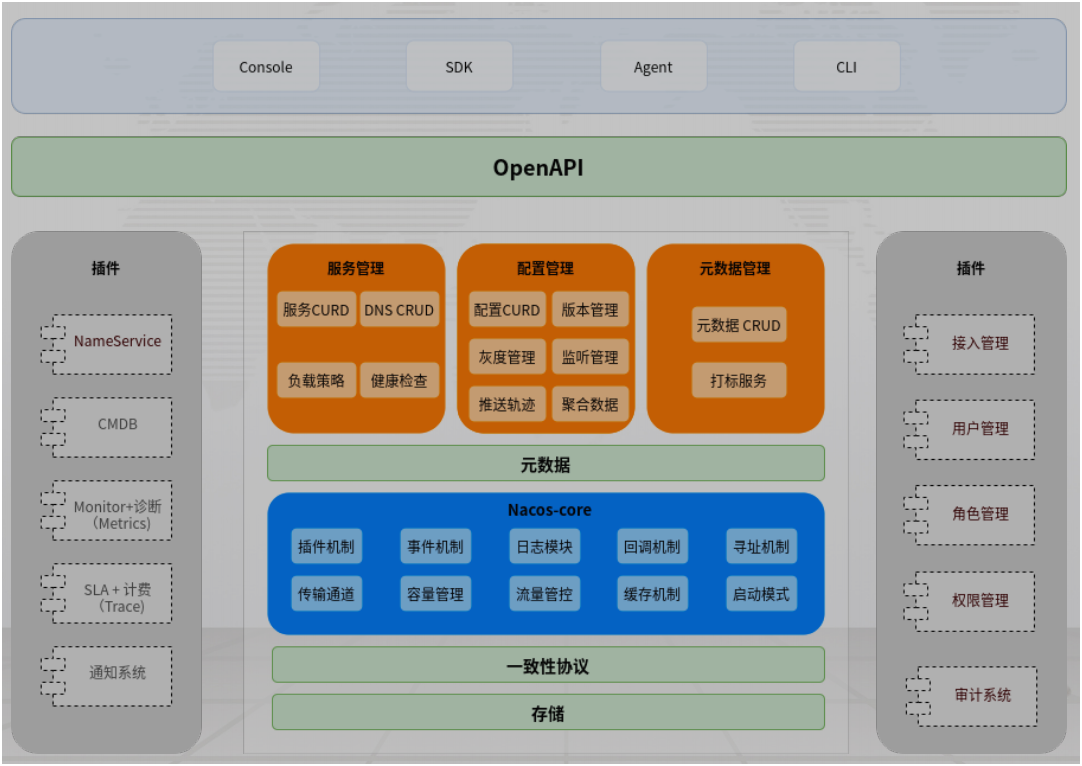 Console
SDK
Agent
CLI
OpenAPI
插件
NameService
CMDB
Monitor+诊断
（Metrics)
SLA + 计费
（Trace)
通知系统
服务管理
服务CURD
DNS CRUD
负载策略
健康检查
配置管理
配置CURD
版本管理
灰度管理
监听管理
推送轨迹
聚合数据
元数据管理
元数据 CRUD
打标服务
元数据
Nacos-core
插件机制
事件机制
日志模块
回调机制
寻址机制
传输通道
容量管理
流量管控
缓存机制
启动模式
一致性协议
存储
插件
接入管理
用户管理
角色管理
权限管理
审计系统